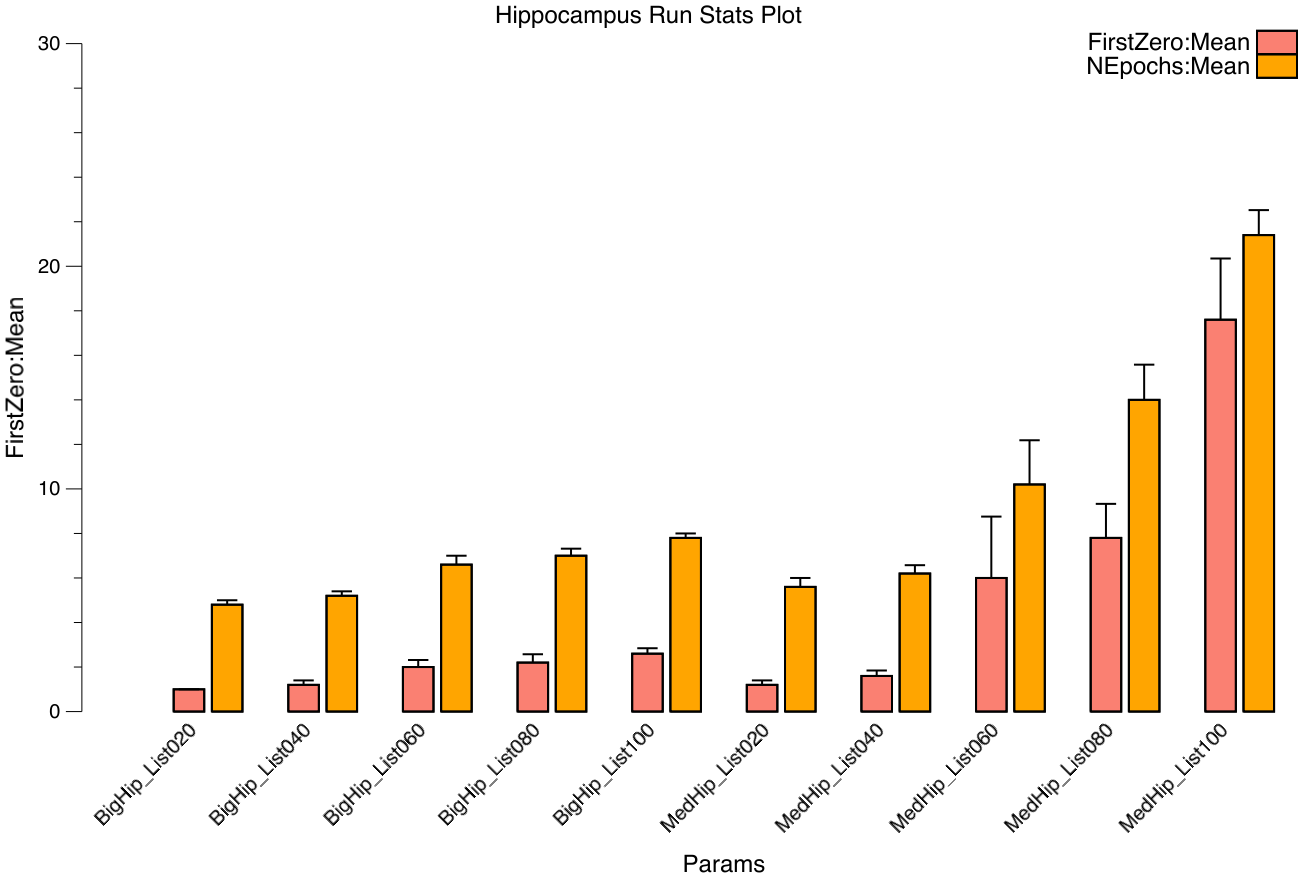 Hippocampus Run Stats Plot
FirstZero:Mean
NEpochs:Mean
30
20
10
0
FirstZero:Mean
BigHip_List020
BigHip_List040
BigHip_List060
BigHip_List080
BigHip_List100
MedHip_List020
MedHip_List040
MedHip_List060
MedHip_List080
MedHip_List100
Params